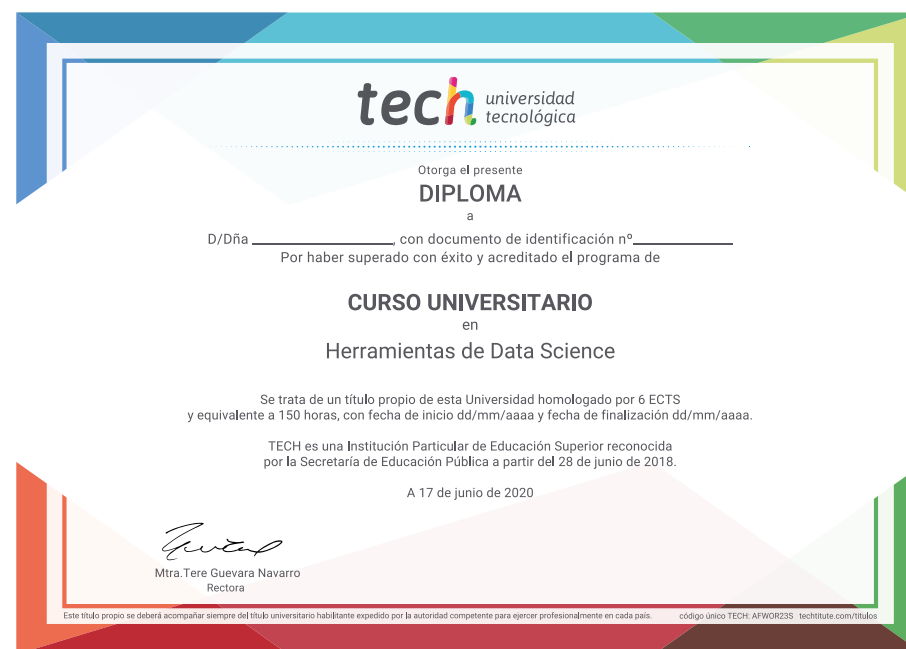 tech universidad
tecnológica
Otorga el presente
DIPLOMA
a
D/Dña ____________, con documento de identificación nº____________
Por haber superado con éxito y acreditado el programa de
CURSO UNIVERSITARIO
en
Herramientas de Data Science
Se trata de un título propio de esta Universidad homologado por 6 ECTS
y equivalente a 150 horas, con fecha de inicio dd/mm/aaaa y fecha de finalización dd/mm/aaaa.
TECH es una Institución Particular de Educación Superior reconocida
por la Secretaría de Educación Pública a partir del 28 de junio de 2018.
A 17 de junio de 2020
Mtra.Tere Guevara Navarro
Rectora
Este título propio se deberá acompañar siempre del título universitario habilitante expedido por la autoridad competente para ejercer profesionalmente en cada país. código único TECH: AFWOR23S techtitute.com/titulos